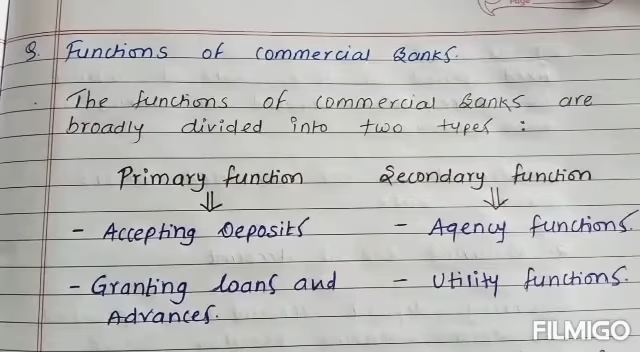 Page
Q. Functions of commercial Banks.
The functions of commercial Banks are
broadly divided into two types :
Primary function Secondary function
⇓ ⇓
- Accepting Deposits - Agency functions.
- Granting loans and - Utility functions.
Advances.
FILMIGO